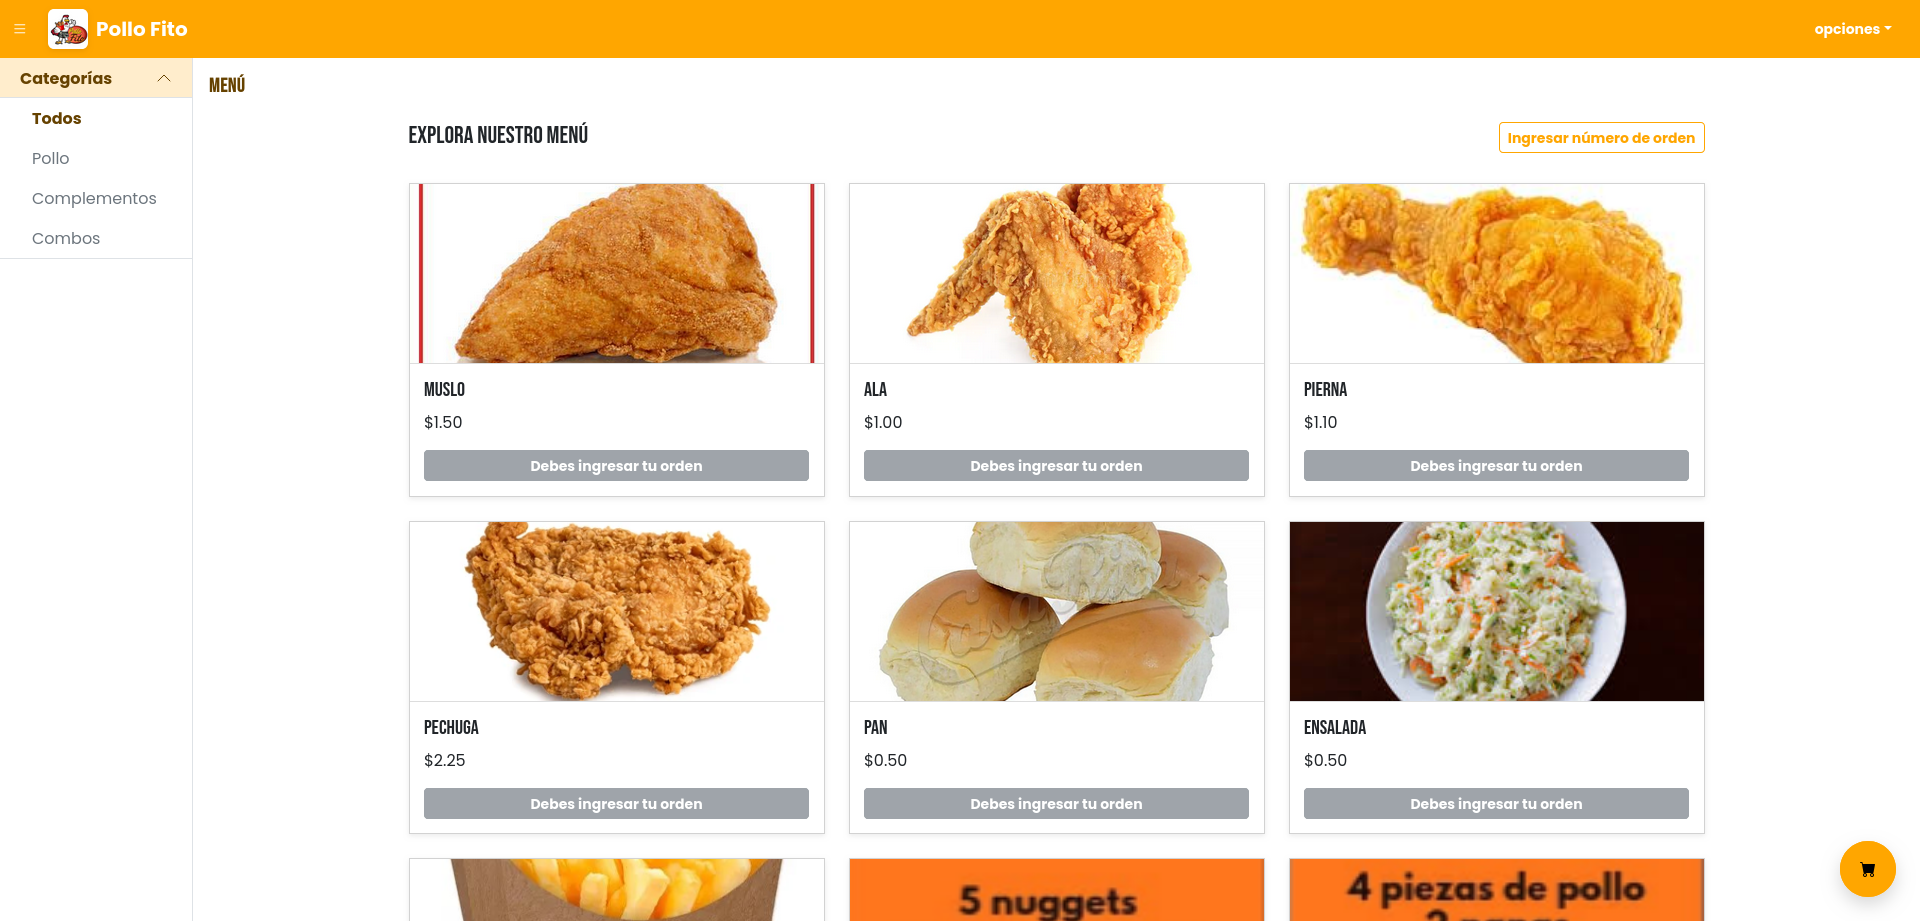 Pollo Fito
opciones
Categorías
Todos
Pollo
Complementos
Combos
MENÚ
EXPLORA NUESTRO MENÚ
Ingresar número de orden
MUSLO
$1.50
Debes ingresar tu orden
ALA
$1.00
Debes ingresar tu orden
PIERNA
$1.10
Debes ingresar tu orden
PECHUGA
$2.25
Debes ingresar tu orden
PAN
$0.50
Debes ingresar tu orden
ENSALADA
$0.50
Debes ingresar tu orden
5 nuggets
4 piezas de pollo